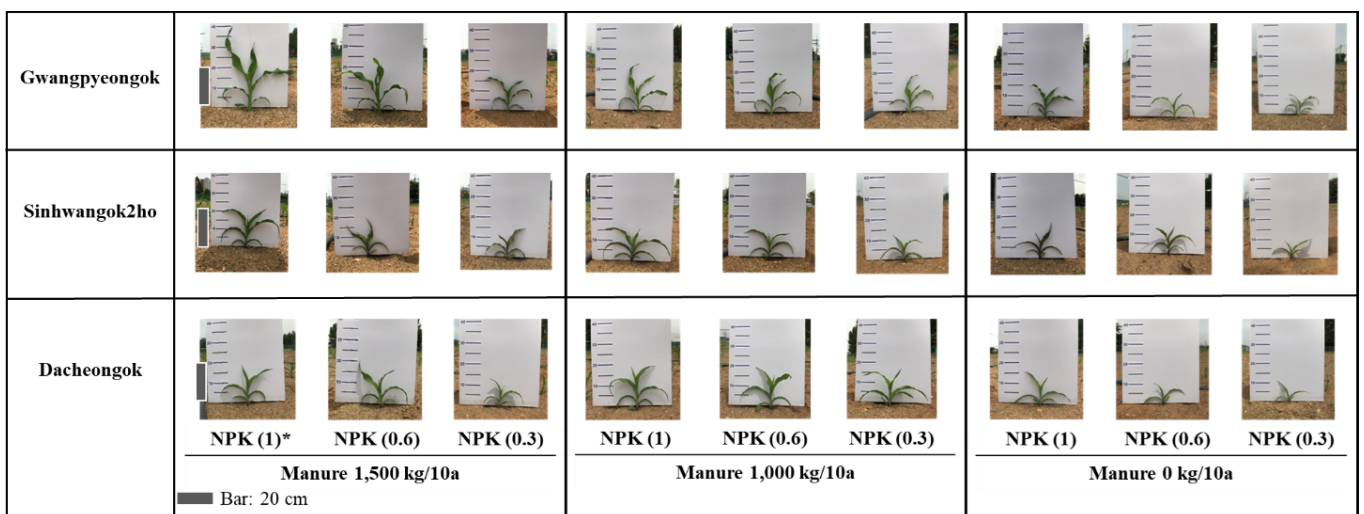 Gwangpyeongok
Sinhwangok2ho
Dacheongok
NPK (1)* NPK (0.6) NPK (0.3) NPK (1) NPK (0.6) NPK (0.3) NPK (1) NPK (0.6) NPK (0.3)
Manure 1,500 kg/10a Manure 1,000 kg/10a Manure 0 kg/10a
Bar: 20 cm